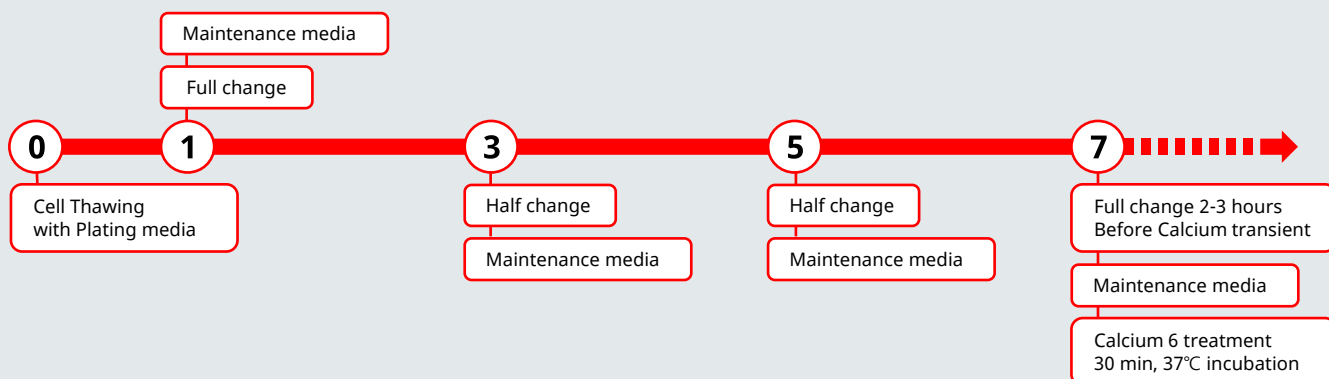 Maintenance media
Full change
0
1
3
5
7
Cell Thawing
with Plating media
Half change
Maintenance media
Half change
Maintenance media
Full change 2-3 hours
Before Calcium transient
Maintenance media
Calcium 6 treatment
30 min, 37℃ incubation